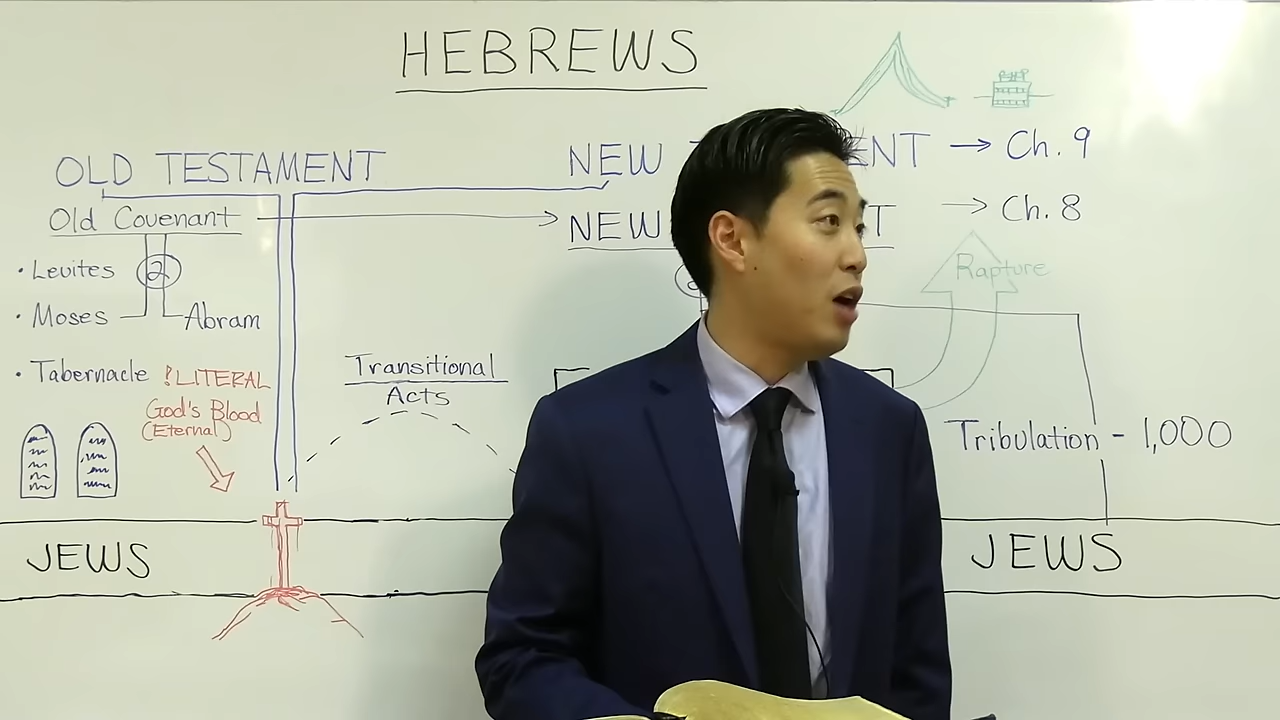 HEBREWS
OLD TESTAMENT
NEW ENT → Ch. 9
Old Covenant
NEW T → Ch. 8
• Levites
2
Rapture
• Moses
Abram
Transitional
Acts
• Tabernacle
! LITERAL
God's Blood
(Eternal)
Tribulation - 1,000
JEWS
JEWS